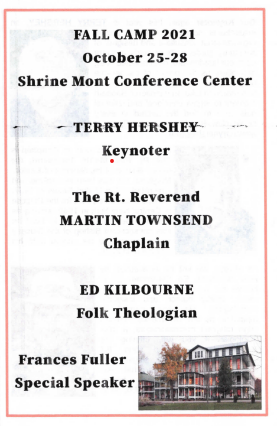 FALL CAMP 2021
October 25-28
Shrine Mont Conference Center
TERRY HERSHEY
Keynoter
The Rt. Reverend
MARTIN TOWNSEND
Chaplain
ED KILBOURNE
Folk Theologian
Frances Fuller
Special Speaker